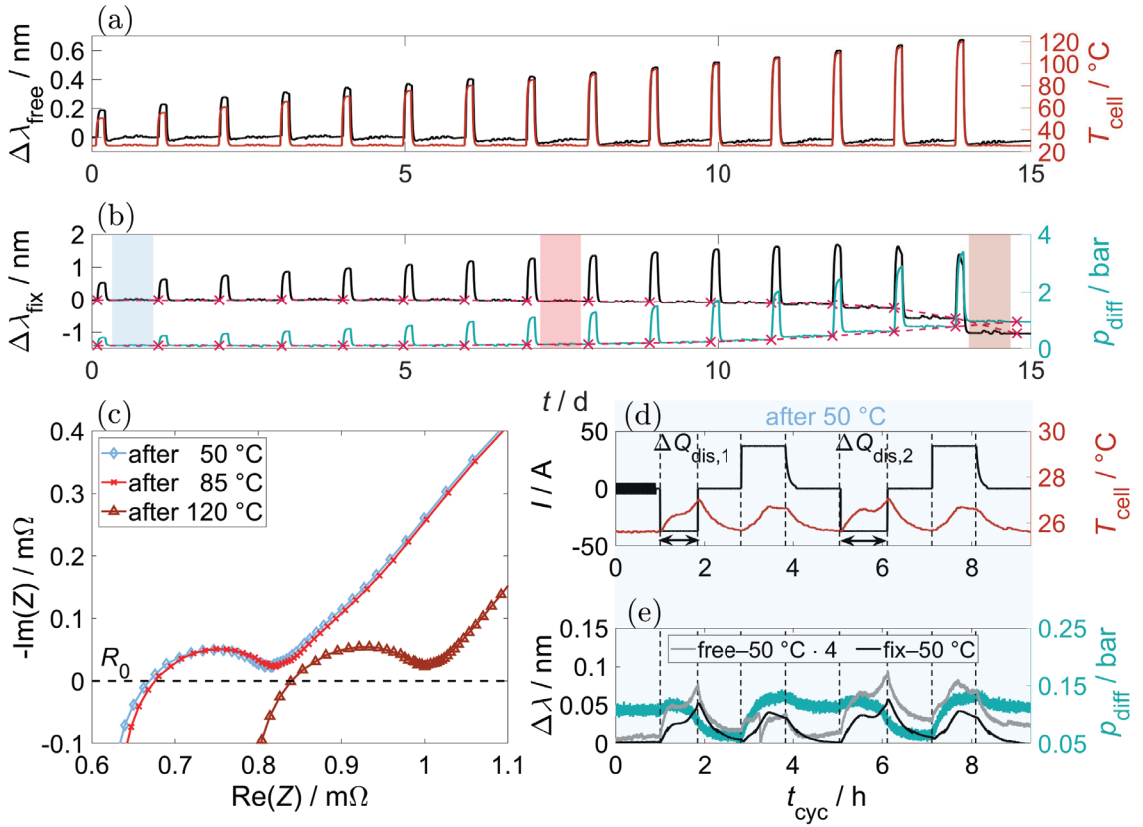 (a)
Δλfree / nm
0.6
0.4
0.2
0
120
100
80
60
40
20
Tcell / °C
0 5 10 15
(b)
Δλfix / nm
2
1
0
-1
4
2
0
pdiff / bar
0 5 10 15
t / d
(c)
-Im(Z) / mΩ
0.4
0.3
0.2
0.1
0
-0.1
after 50 °C
after 85 °C
after 120 °C
R0
0.6 0.7 0.8 0.9 1 1.1
Re(Z) / mΩ
(d)
after 50 °C
I / A
50
0
-50
ΔQdis,1 ΔQdis,2
30
28
26
Tcell / °C
0 2 4 6 8
(e)
Δλ / nm
0.15
0.1
0.05
0
free–50 °C · 4 fix–50 °C
0.25
0.15
0.05
pdiff / bar
0 2 4 6 8
tcyc / h